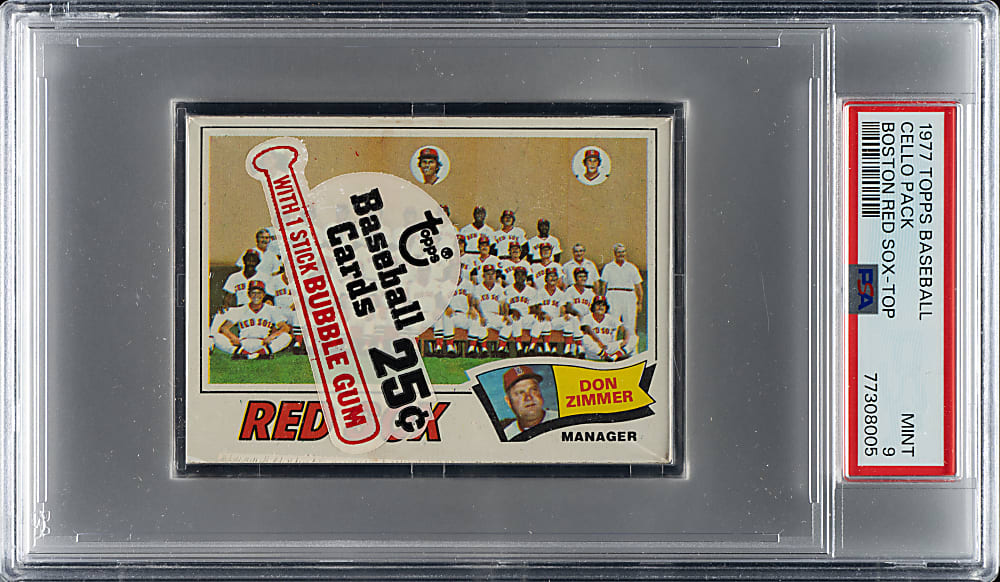 1977 TOPPS BASEBALL
CELLO PACK
BOSTON RED SOX-TOP
MINT
9
77308005
PSA
WITH 1 STICK BUBBLE GUM
TOPPS ®
Baseball
Cards
25¢
RED OX
DON
ZIMMER
MANAGER